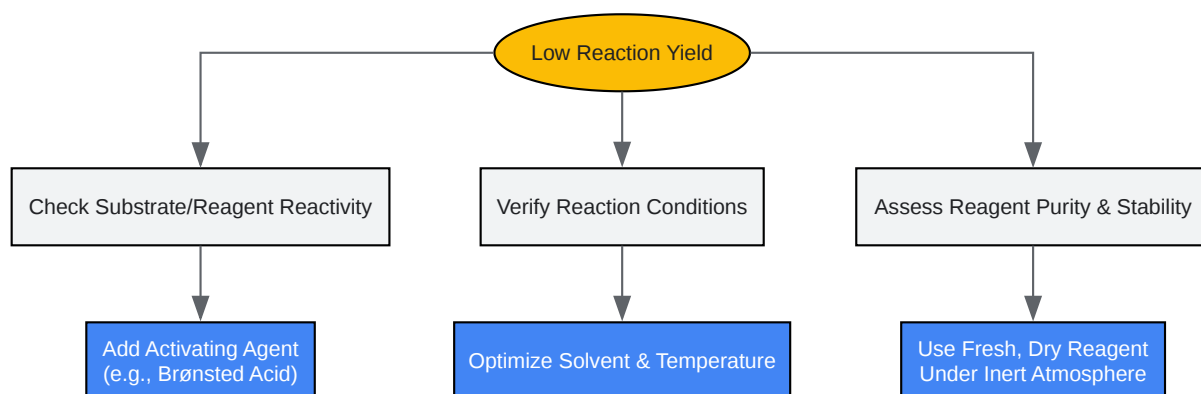 Low Reaction Yield
Check Substrate/Reagent Reactivity
Verify Reaction Conditions
Assess Reagent Purity & Stability
Add Activating Agent
(e.g., Brønsted Acid)
Optimize Solvent & Temperature
Use Fresh, Dry Reagent
Under Inert Atmosphere